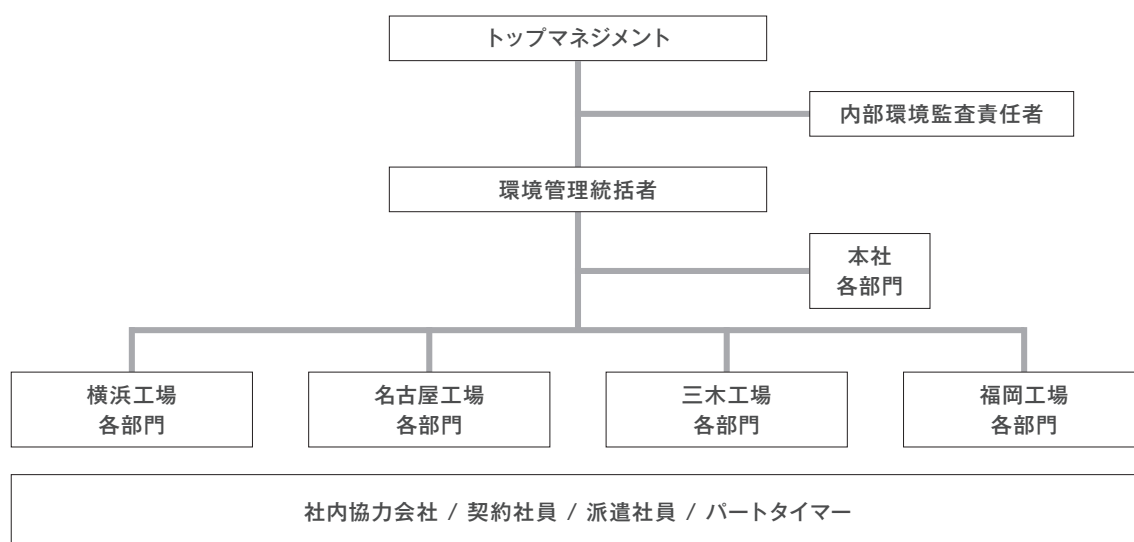 トップマネジメント
内部環境監査責任者
環境管理統括者
本社
各部門
横浜工場
各部門
名古屋工場
各部門
三木工場
各部門
福岡工場
各部門
社内協力会社 / 契約社員 / 派遣社員 / パートタイマー